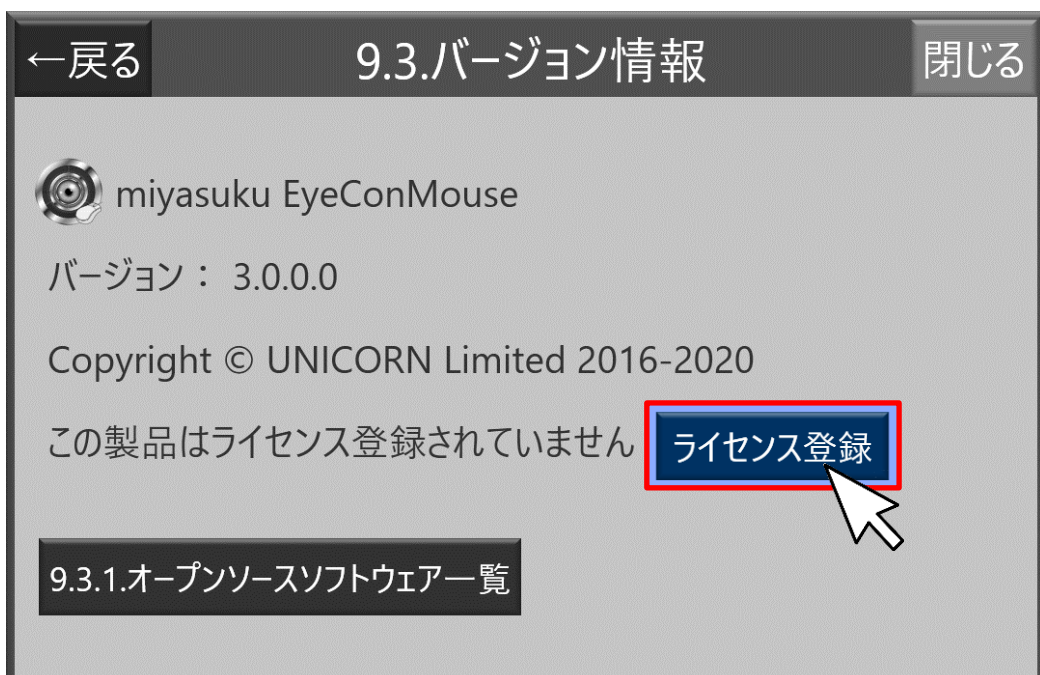 ←戻る 9.3.バージョン情報 閉じる
miyasuku EyeConMouse
バージョン： 3.0.0.0
Copyright © UNICORN Limited 2016-2020
この製品はライセンス登録されていません ライセンス登録
9.3.1.オープンソースソフトウェア一覧